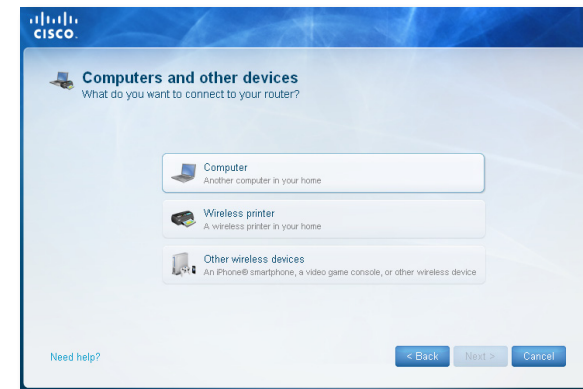 CISCO.
Computers and other devices
What do you want to connect to your router?
Computer
Another computer in your home
Wireless printer
A wireless printer in your home
Other wireless devices
An iPhone® smartphone, a video game console, or other wireless device
Need help?
< Back Next > Cancel